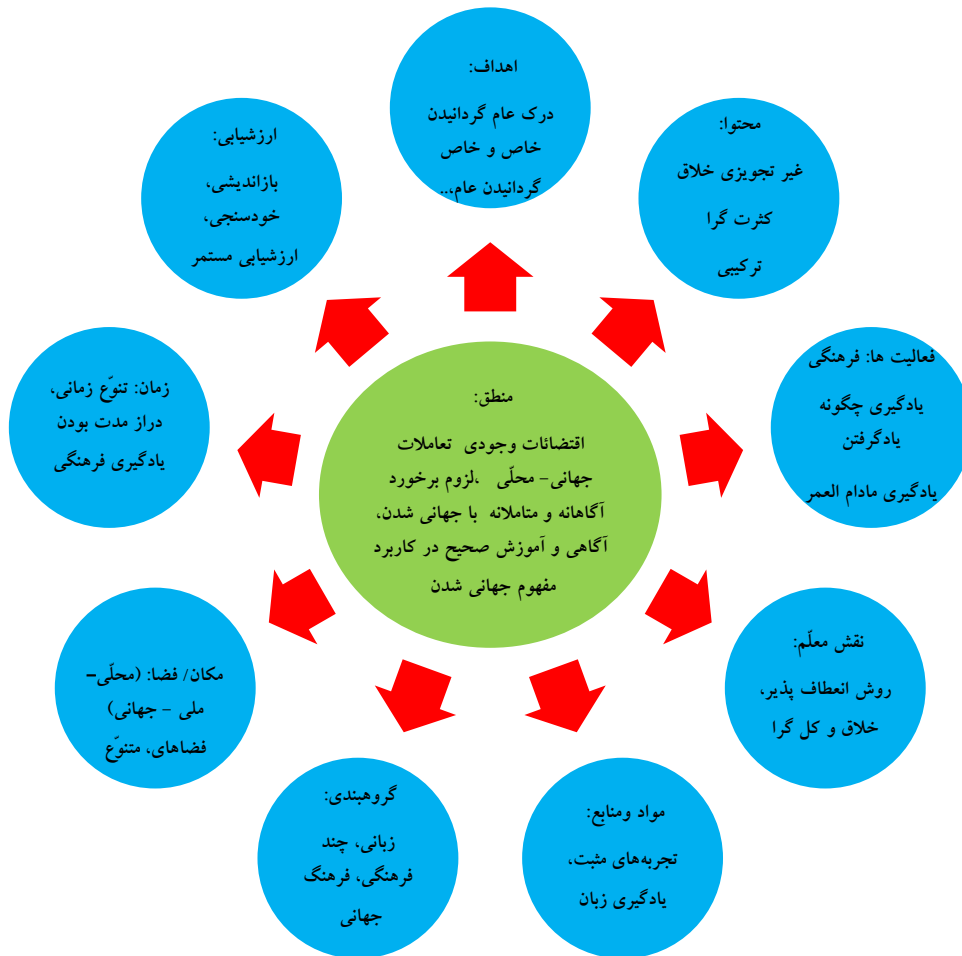 اهداف:
درک عام گردانیدن
خاص و خاص
گردانیدن عام،..
محتوا:
غیر تجویزی خلاق
کثرت گرا
ترکیبی
فعالیت ها: فرهنگی
یادگیری چگونه
یادگرفتن
یادگیری مادام العمر
نقش معلّم:
روش انعطاف پذیر،
خلاق و کل گرا
مواد ومنابع:
تجربه‌های مثبت،
یادگیری زبان
گروهبندی:
زبانی، چند
فرهنگی، فرهنگ
جهانی
مکان/ فضا: (محلّی–
ملی - جهانی)
فضاهای، متنوّع
زمان: تنوّع زمانی،
دراز مدت بودن
یادگیری فرهنگی
ارزشیابی:
بازاندیشی،
خودسنجی،
ارزشیابی مستمر
منطق:
اقتضائات وجودی تعاملات
جهانی- محلّی ،لزوم برخورد
آگاهانه و متاملانه با جهانی شدن،
آگاهی و آموزش صحیح در کاربرد
مفهوم جهانی شدن